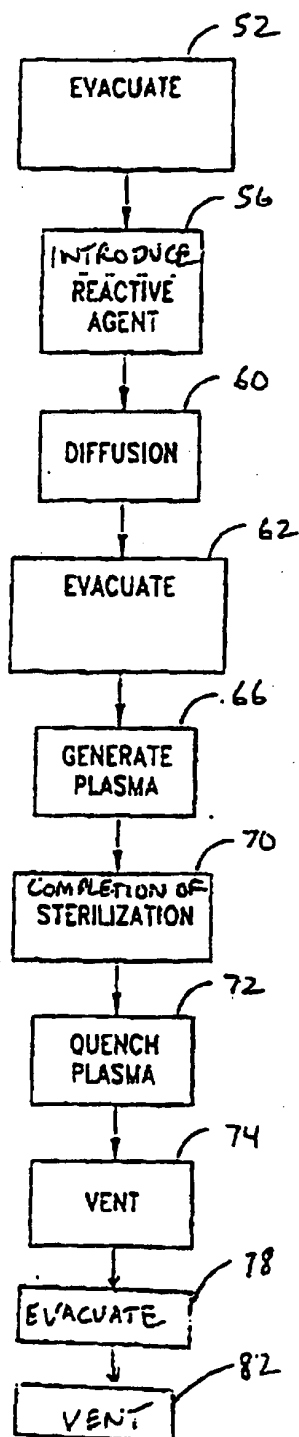 52
EVACUATE
56
INTRODUCE
REACTIVE
AGENT
60
DIFFUSION
62
EVACUATE
66
GENERATE
PLASMA
70
COMPLETION OF
STERILIZATION
72
QUENCH
PLASMA
74
VENT
78
EVACUATE
82
VENT